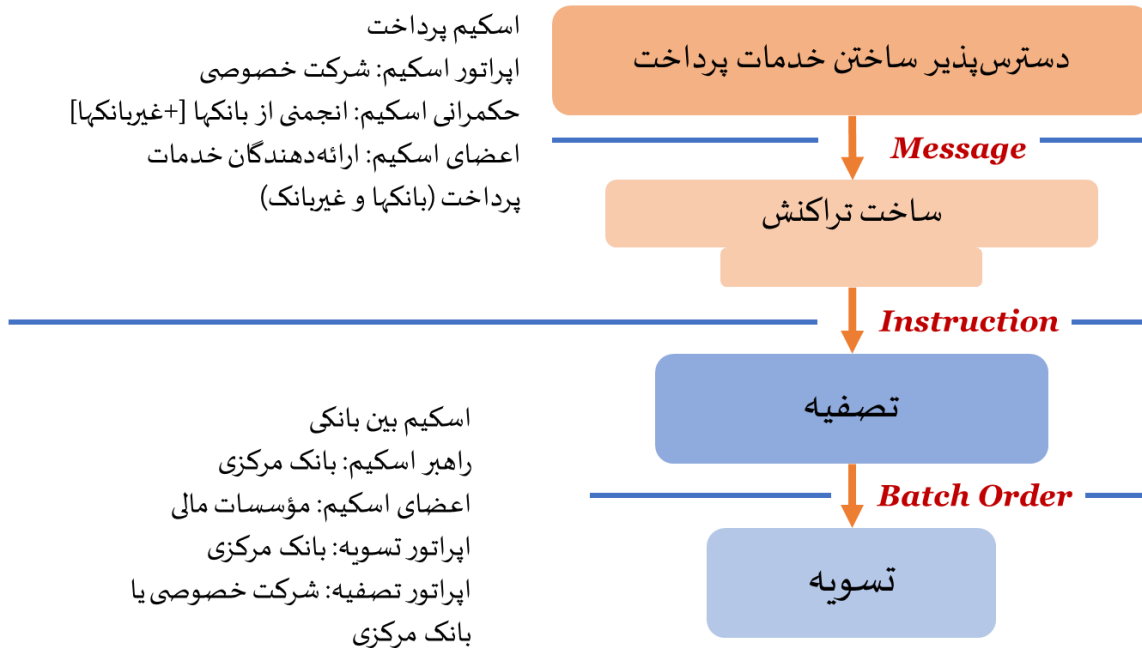 اسکیم پرداخت
اپراتور اسکیم: شرکت خصوصی
حکمرانی اسکیم: انجمنی از بانکها [+غیربانکها]
اعضای اسکیم: ارائه‌دهندگان خدمات
پرداخت (بانکها و غیربانک)
دسترس‌پذیر ساختن خدمات پرداخت
Message
ساخت تراکنش
Instruction
تصفیه
Batch Order
تسویه
اسکیم بین بانکی
راهبر اسکیم: بانک مرکزی
اعضای اسکیم: مؤسسات مالی
اپراتور تسویه: بانک مرکزی
اپراتور تصفیه: شرکت خصوصی یا
بانک مرکزی